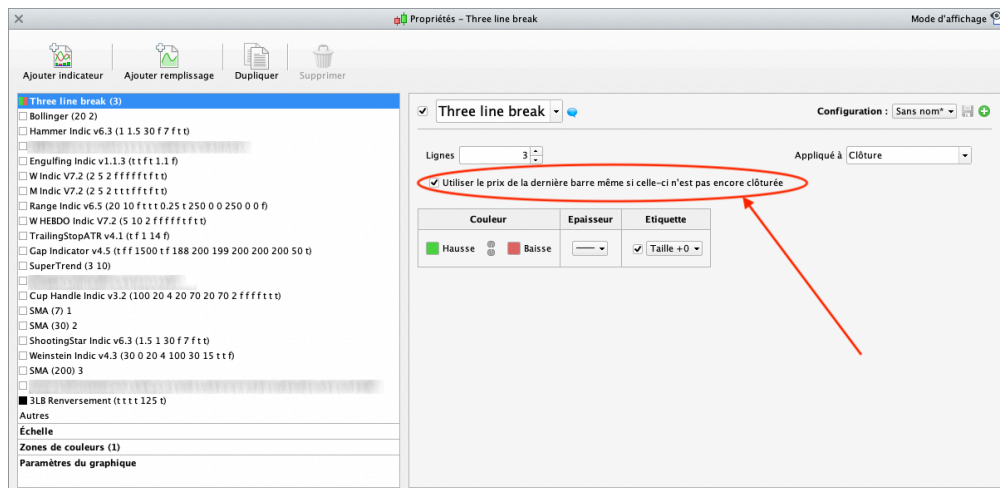 Propriétés – Three line break
Mode d'affichage
Ajouter indicateur
Ajouter remplissage
Dupliquer
Supprimer
Three line break (3)
Bollinger (20 2)
Hammer Indic v6.3 (1 1.5 30 f 7 f t t)
Engulfing Indic v1.1.3 (t t f t 1.1 f)
W Indic V7.2 (2 5 2 f f f f f t f t t)
M Indic V7.2 (2 5 2 t t t f f t f t t)
Range Indic v6.5 (20 10 f t t t 0.25 t 250 0 0 250 0 0 f)
W HEBDO Indic V7.2 (5 10 2 f f f f f t f t t)
TrailingStopATR v4.1 (t f 1 14 f)
Gap Indicator v4.5 (t f f 1500 t f 188 200 199 200 200 200 50 t)
SuperTrend (3 10)
Cup Handle Indic v3.2 (100 20 4 20 70 20 70 2 f f f f t t t)
SMA (7) 1
SMA (30) 2
ShootingStar Indic v6.3 (1.5 1 30 f 7 f t t)
Weinstein Indic v4.3 (30 0 20 4 100 30 15 t t f)
SMA (200) 3
3LB Renversement (t t t t 125 t)
Autres
Échelle
Zones de couleurs (1)
Paramètres du graphique
Three line break
Configuration : Sans nom*
Lignes 3
Appliqué à Clôture
Utiliser le prix de la dernière barre même si celle-ci n'est pas encore clôturée
Couleur Epaisseur Etiquette
Hausse Baisse Taille +0